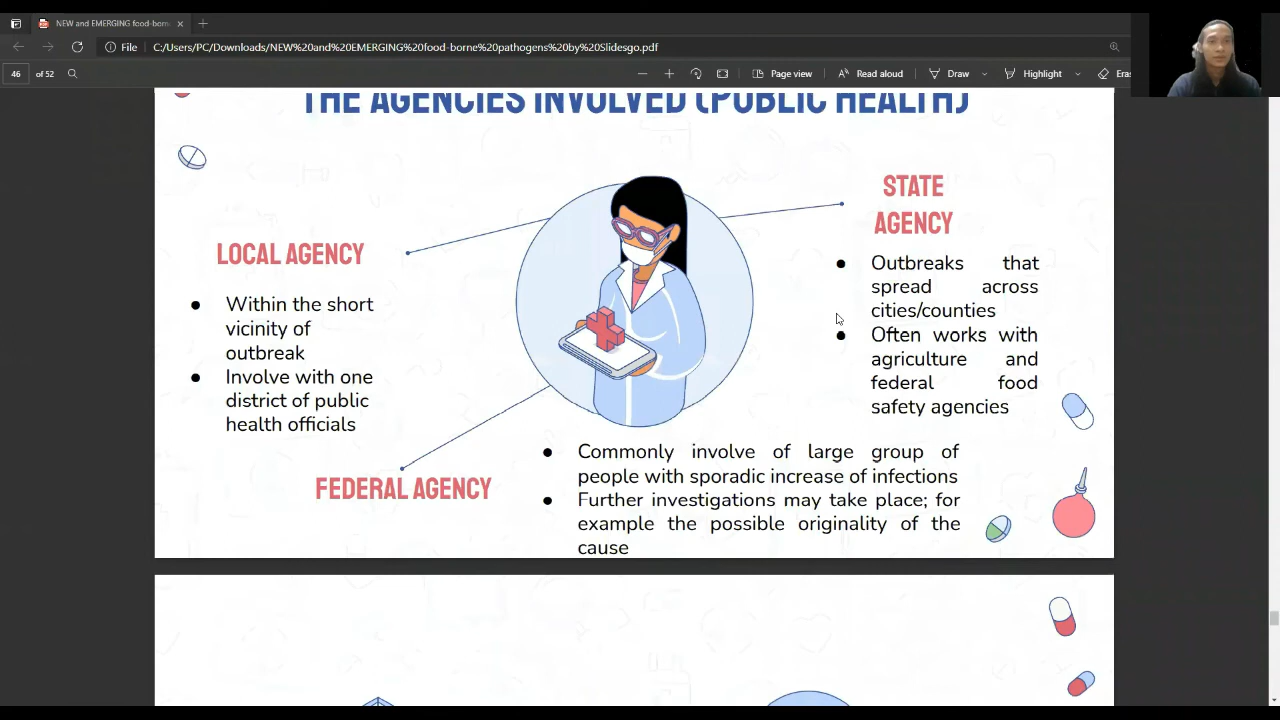 NEW and EMERGING food-borne
File
C:/Users/PC/Downloads/NEW%20and%20EMERGING%20food-borne%20pathogens%20by%20Slidesgo.pdf
46 of 52
Page view
Read aloud
Draw
Highlight
Eras
THE AGENCIES INVOLVED (PUBLIC HEALTH)
LOCAL AGENCY
● Within the short
vicinity of
outbreak
● Involve with one
district of public
health officials
STATE
AGENCY
● Outbreaks that
spread across
cities/counties
● Often works with
agriculture and
federal food
safety agencies
FEDERAL AGENCY
● Commonly involve of large group of
people with sporadic increase of infections
● Further investigations may take place; for
example the possible originality of the
cause